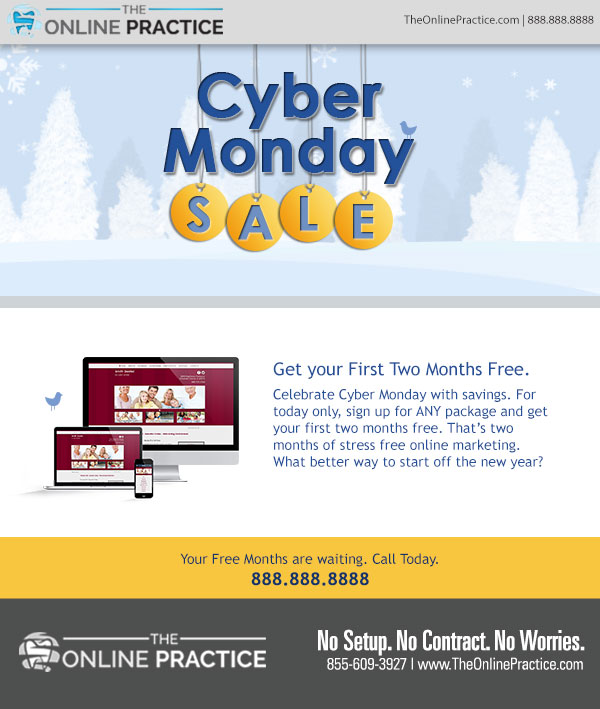 THE
ONLINE PRACTICE
TheOnlinePractice.com | 888.888.8888
Cyber
Monday
SALE
Get your First Two Months Free.
Celebrate Cyber Monday with savings. For
today only, sign up for ANY package and get
your first two months free. That's two
months of stress free online marketing.
What better way to start off the new year?
Your Free Months are waiting. Call Today.
888.888.8888
THE
ONLINE PRACTICE
No Setup. No Contract. No Worries.
855-609-3927 | www.TheOnlinePractice.com